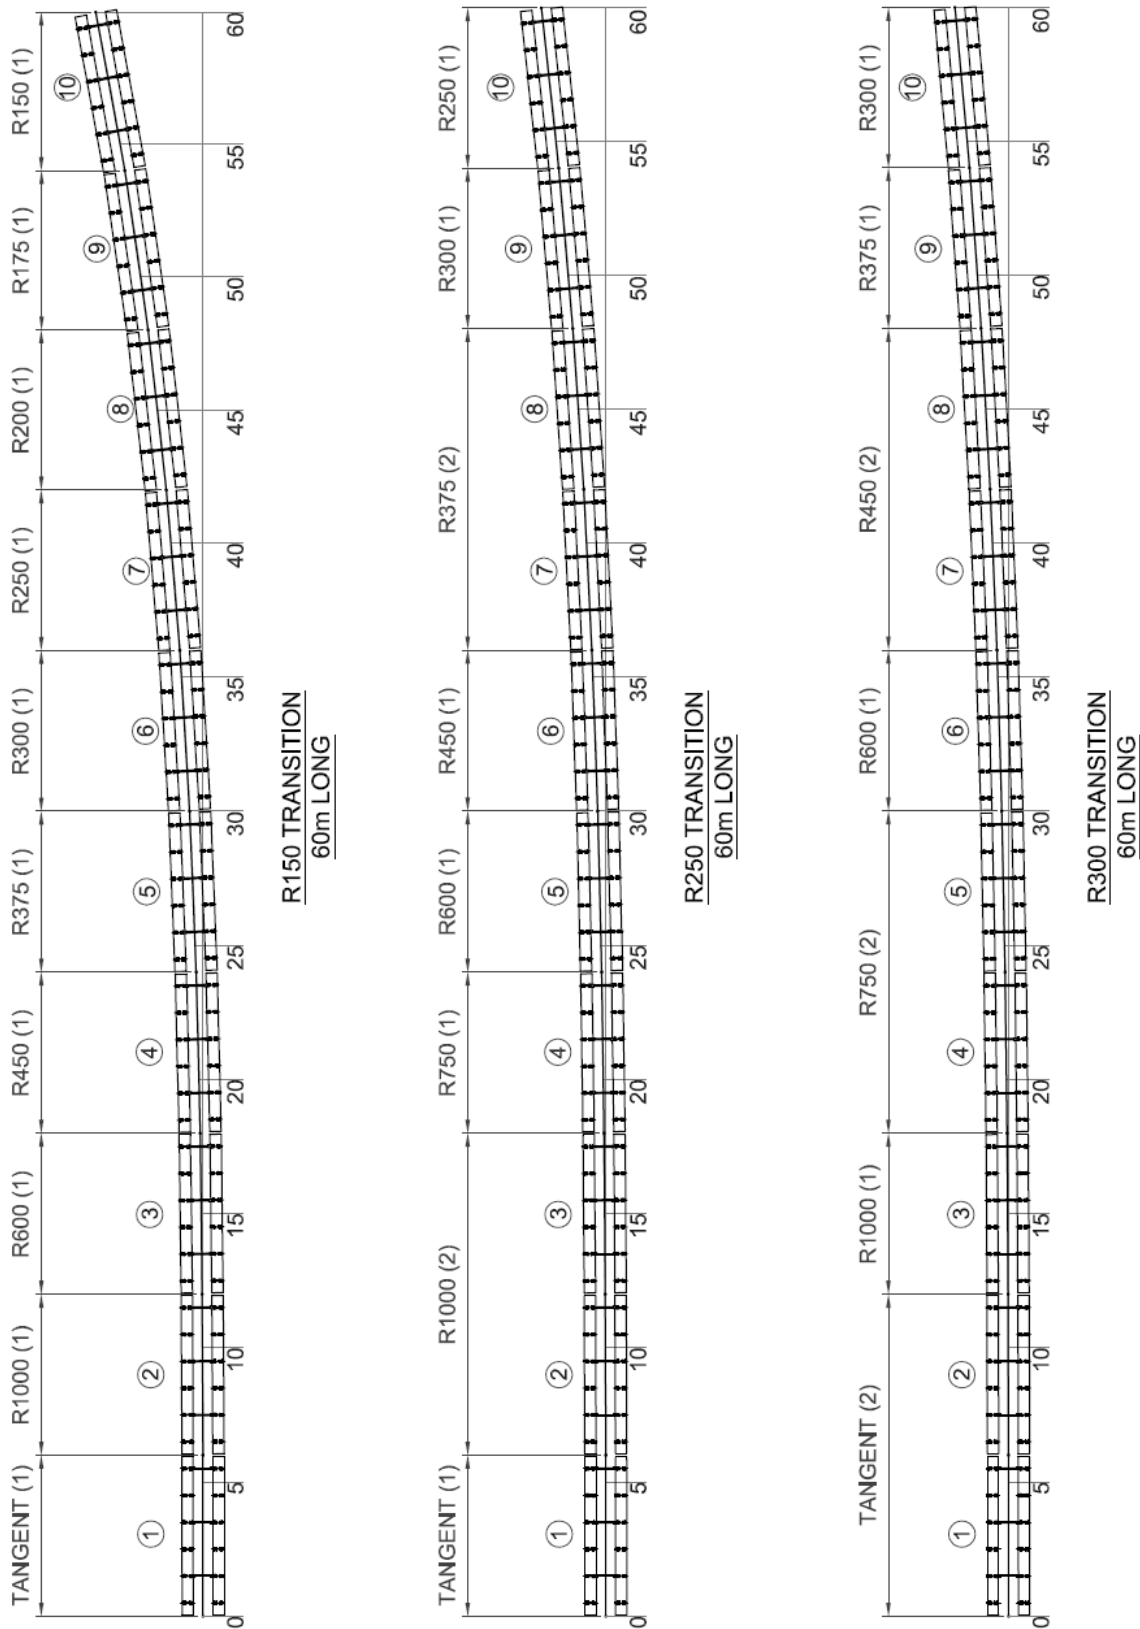 TANGENT (1) R1000 (1) R600 (1) R450 (1) R375 (1) R300 (1) R250 (1) R200 (1) R175 (1) R150 (1)
1 2 3 4 5 6 7 8 9 10
0 5 10 15 20 25 30 35 40 45 50 55 60
R150 TRANSITION
60m LONG
TANGENT (1) R1000 (2) R750 (1) R600 (1) R450 (1) R375 (2) R300 (1) R250 (1)
1 2 3 4 5 6 7 8 9 10
0 5 10 15 20 25 30 35 40 45 50 55 60
R250 TRANSITION
60m LONG
TANGENT (2) R1000 (1) R750 (2) R600 (1) R450 (2) R375 (1) R300 (1)
1 2 3 4 5 6 7 8 9 10
0 5 10 15 20 25 30 35 40 45 50 55 60
R300 TRANSITION
60m LONG